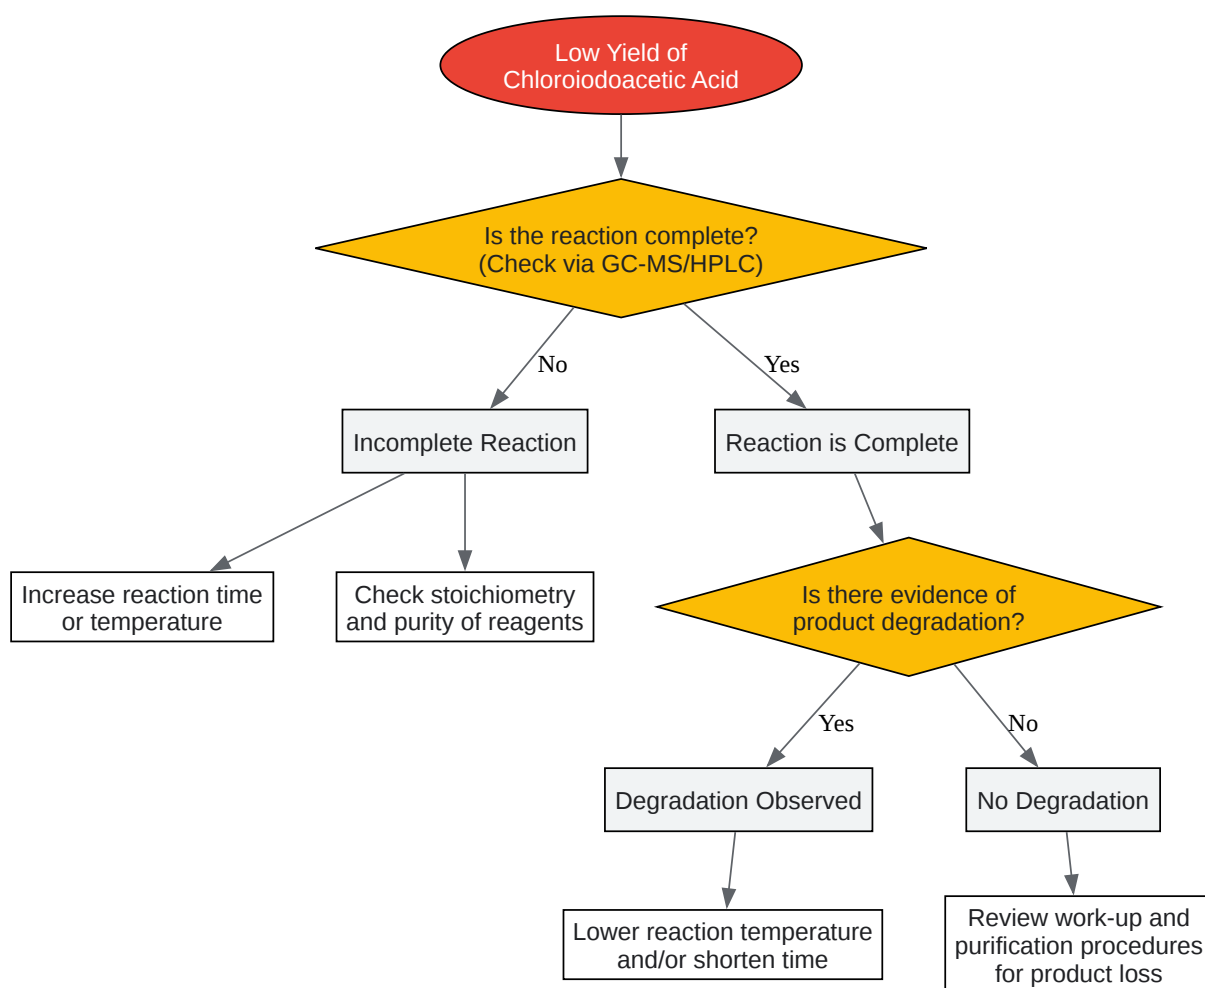 Low Yield of
Chloroiodoacetic Acid
Is the reaction complete?
(Check via GC-MS/HPLC)
No
Yes
Incomplete Reaction
Reaction is Complete
Increase reaction time
or temperature
Check stoichiometry
and purity of reagents
Is there evidence of
product degradation?
Yes
No
Degradation Observed
No Degradation
Lower reaction temperature
and/or shorten time
Review work-up and
purification procedures
for product loss